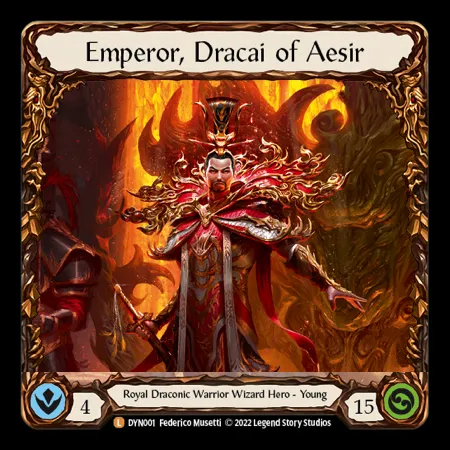 Emperor, Dracai of Aesir
Royal Draconic Warrior Wizard Hero - Young
4
15
L DYN001 Federico Musetti © 2022 Legend Story Studios